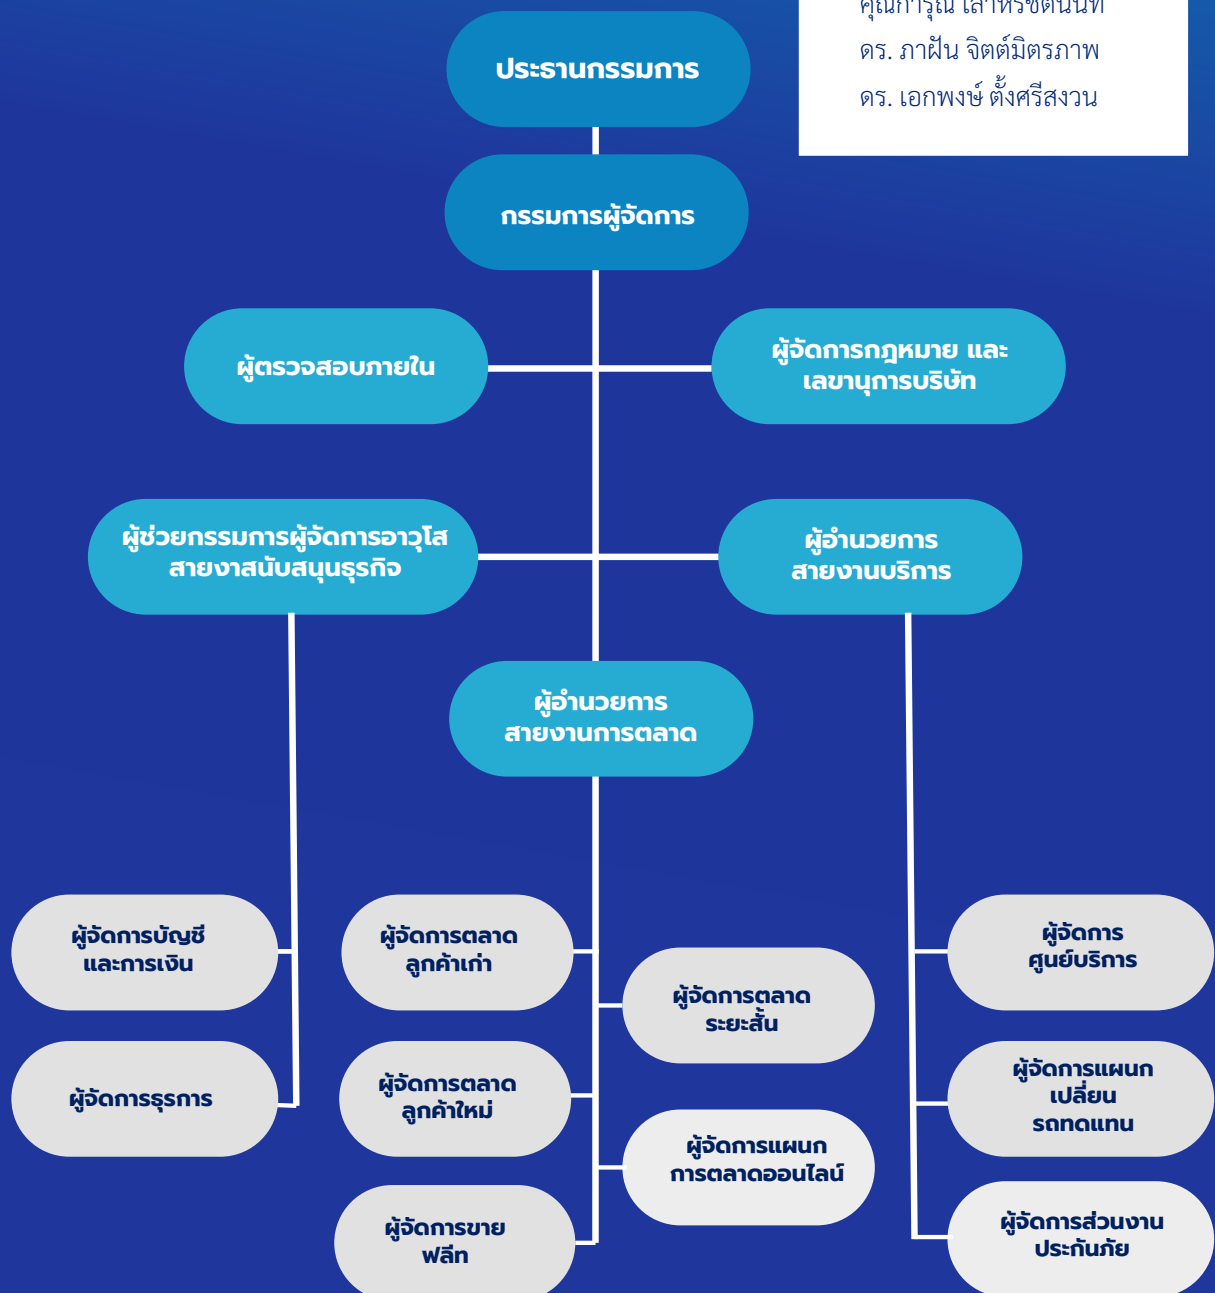 ดร. ภาฝัน จิตต์มิตรภาพ
ดร. เอกพงษ์ ตั้งศรีสงวน
ประธานกรรมการ
กรรมการผู้จัดการ
ผู้ตรวจสอบภายใน
ผู้จัดการกฎหมาย และ
เลขานุการบริษัท
ผู้ช่วยกรรมการผู้จัดการอาวุโส
สายงาสนับสนุนธุรกิจ
ผู้อำนวยการ
สายงานบริการ
ผู้อำนวยการ
สายงานการตลาด
ผู้จัดการบัญชี
และการเงิน
ผู้จัดการธุรการ
ผู้จัดการตลาด
ลูกค้าเก่า
ผู้จัดการตลาด
ลูกค้าใหม่
ผู้จัดการขาย
ฟลีท
ผู้จัดการตลาด
ระยะสั้น
ผู้จัดการแผนก
การตลาดออนไลน์
ผู้จัดการ
ศูนย์บริการ
ผู้จัดการแผนก
เปลี่ยน
รถทดแทน
ผู้จัดการส่วนงาน
ประกันภัย